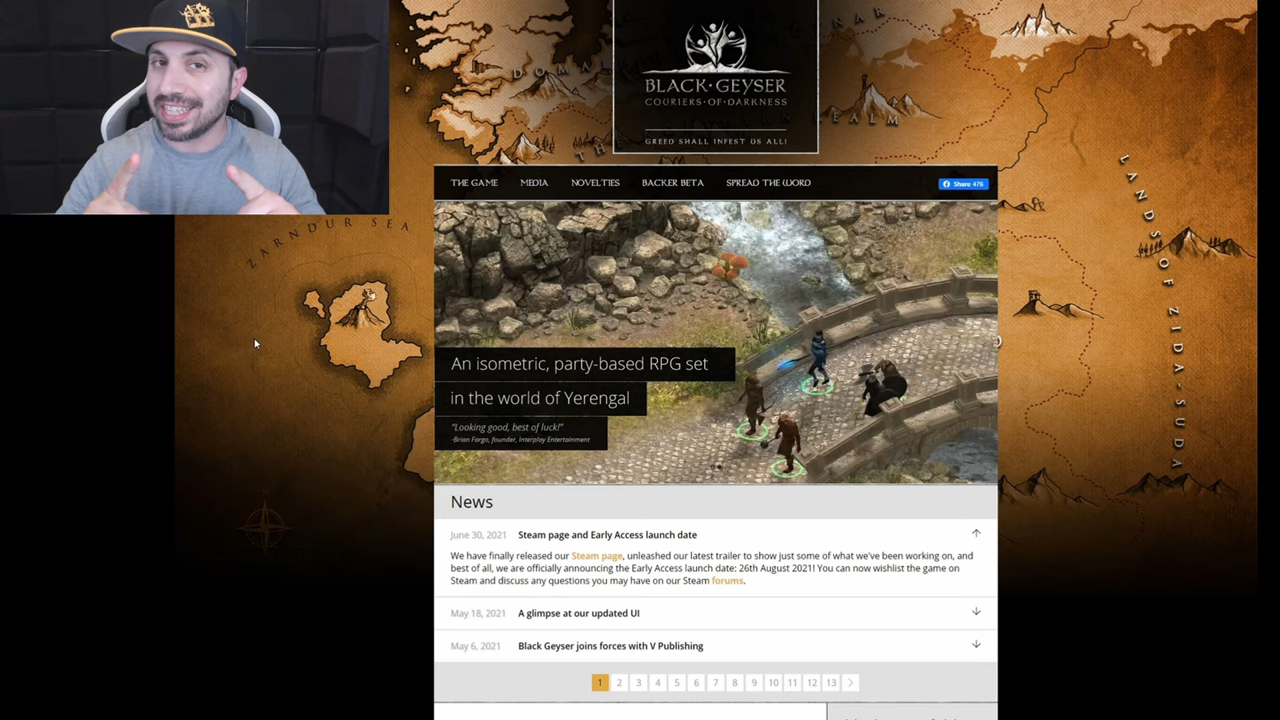 DOMA
NAR
REALM
THE
BLACK·GEYSER
COURIERS·OF·DARKNESS
GREED SHALL INFEST US ALL!
THE GAME
MEDIA
NOVELTIES
BACKER BETA
SPREAD THE WORD
Share 476
ZARNDUR SEA
LANDS OF ZIDA-SUDA
An isometric, party-based RPG set
in the world of Yerengal
"Looking good, best of luck!"
-Brian Fargo, founder, Interplay Entertainment
News
June 30, 2021 Steam page and Early Access launch date
We have finally released our Steam page, unleashed our latest trailer to show just some of what we've been working on, and
best of all, we are officially announcing the Early Access launch date: 26th August 2021! You can now wishlist the game on
Steam and discuss any questions you may have on our Steam forums.
May 18, 2021 A glimpse at our updated UI
May 6, 2021 Black Geyser joins forces with V Publishing
1 2 3 4 5 6 7 8 9 10 11 12 13